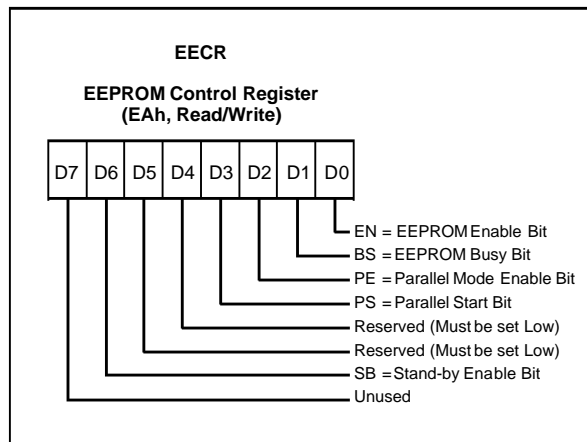 EECR
EEPROM Control Register
(EAh, Read/Write)
D7 D6 D5 D4 D3 D2 D1 D0
EN = EEPROM Enable Bit
BS = EEPROM Busy Bit
PE = Parallel Mode Enable Bit
PS = Parallel Start Bit
Reserved (Must be set Low)
Reserved (Must be set Low)
SB = Stand-by Enable Bit
Unused